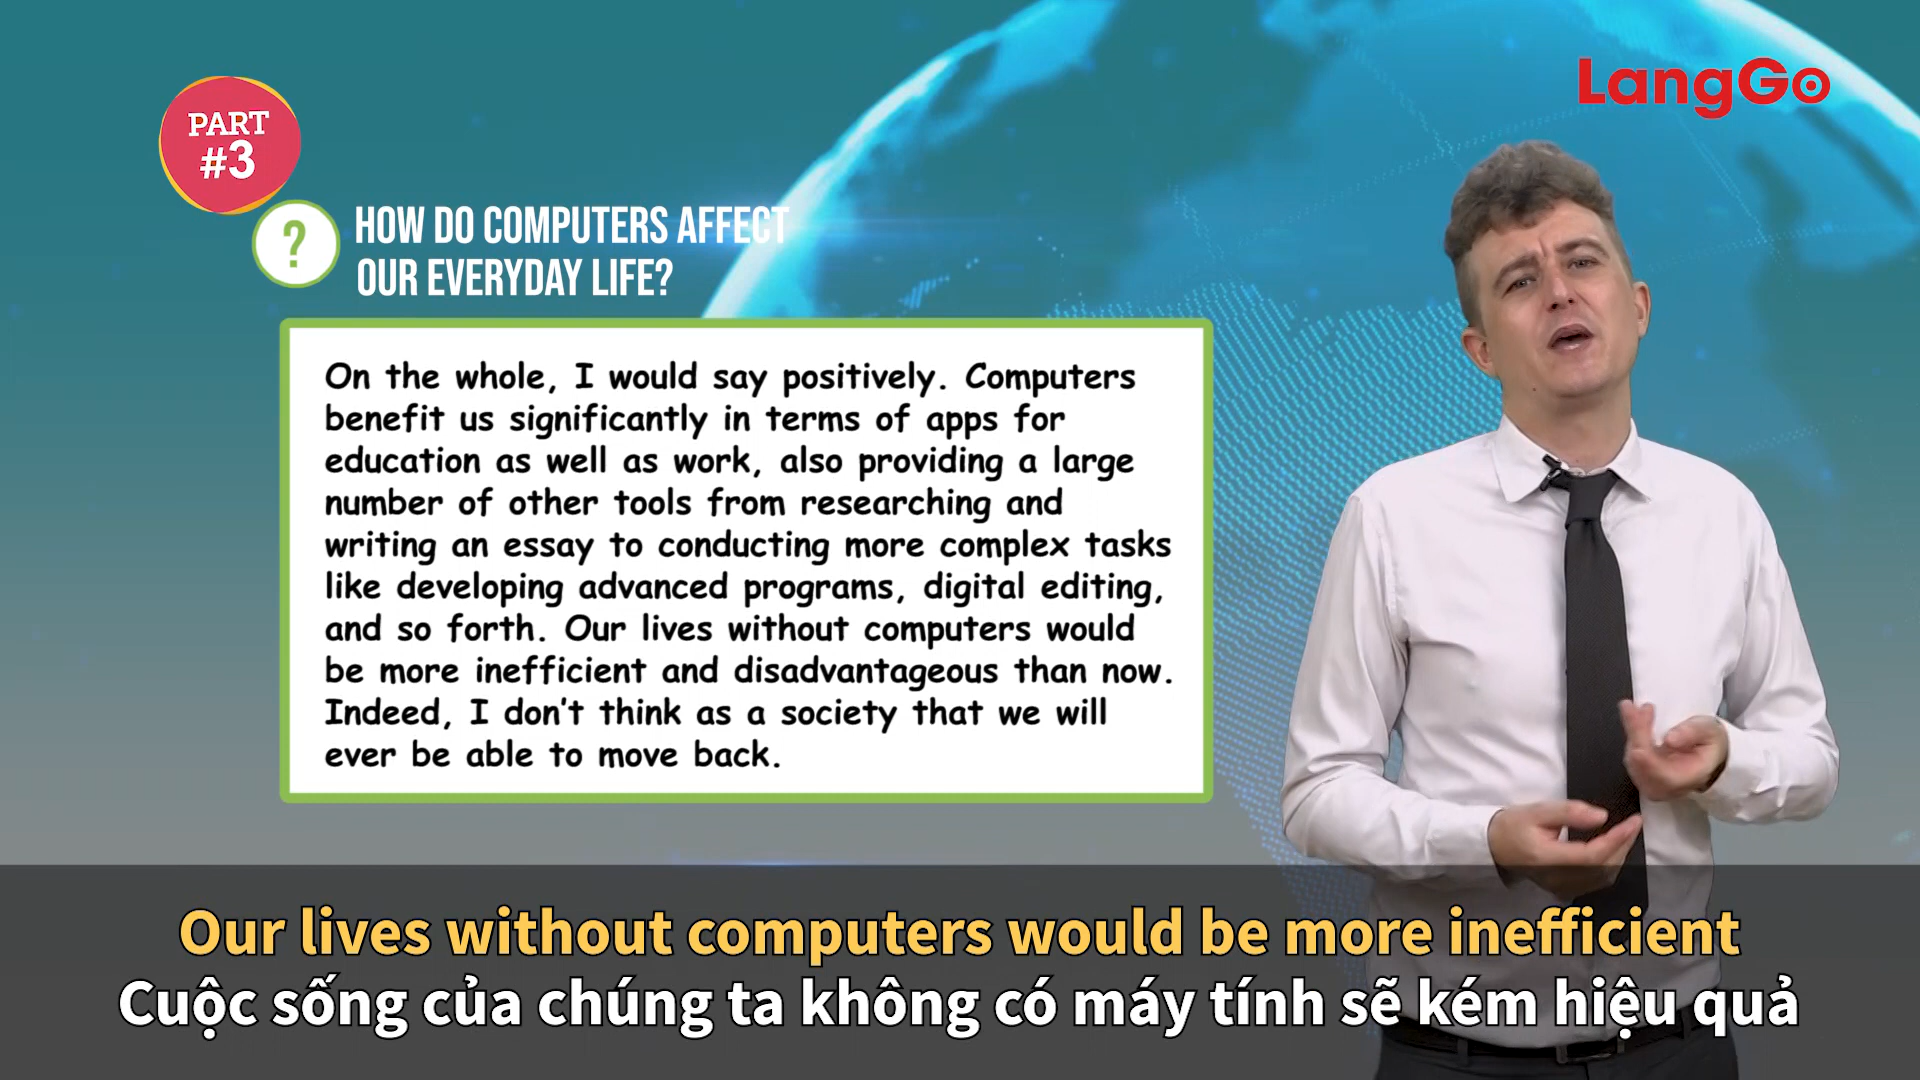 LangGo
PART
#3
?
HOW DO COMPUTERS AFFECT
OUR EVERYDAY LIFE?
On the whole, I would say positively. Computers
benefit us significantly in terms of apps for
education as well as work, also providing a large
number of other tools from researching and
writing an essay to conducting more complex tasks
like developing advanced programs, digital editing,
and so forth. Our lives without computers would
be more inefficient and disadvantageous than now.
Indeed, I don't think as a society that we will
ever be able to move back.
Our lives without computers would be more inefficient
Cuộc sống của chúng ta không có máy tính sẽ kém hiệu quả